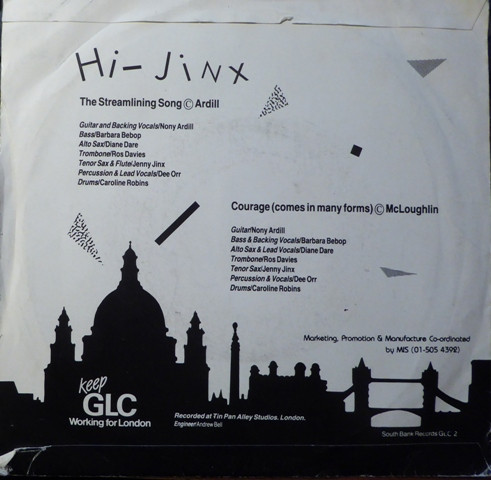 Hi-JiNX
The Streamlining Song © Ardill
Guitar and Backing Vocals/Nony Ardill
Bass/Barbara Bebop
Alto Sax/Diane Dare
Trombone/Ros Davies
Tenor Sax & Flute/Jenny Jinx
Percussion & Lead Vocals/Dee Orr
Drums/Caroline Robins
Courage (comes in many forms) © McLoughlin
Guitar/Nony Ardill
Bass & Backing Vocals/Barbara Bebop
Alto Sax & Lead Vocals/Diane Dare
Trombone/Ros Davies
Tenor Sax/Jenny Jinx
Percussion & Vocals/Dee Orr
Drums/Caroline Robins
Marketing, Promotion & Manufacture Co-ordinated
by MIS (01-505 4392)
keep
GLC
Working for London
Recorded at Tin Pan Alley Studios. London.
Engineer/Andrew Bell
South Bank Records GLC 2